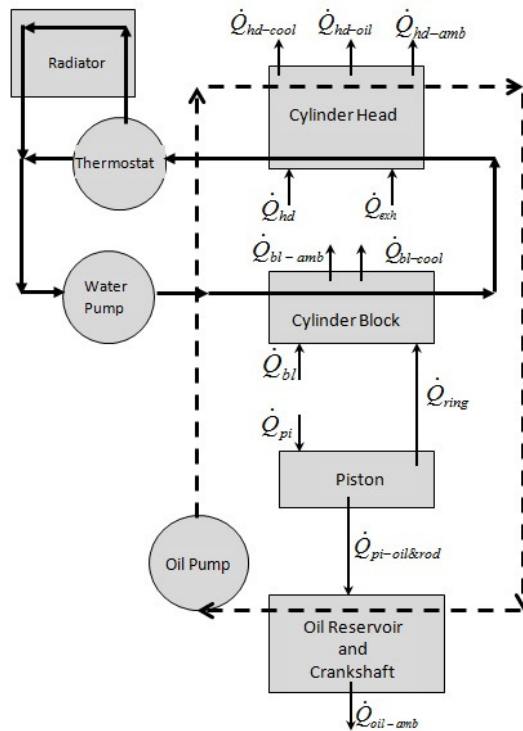 Q̇hd-cool
Q̇hd-oil
Q̇hd-amb
Radiator
Cylinder Head
Thermostat
Q̇hd
Q̇exh
Q̇bl-amb
Q̇bl-cool
Water
Pump
Cylinder Block
Q̇bl
Q̇ring
Q̇pi
Piston
Q̇pi-oil&rod
Oil Pump
Oil Reservoir
and
Crankshaft
Q̇oil-amb